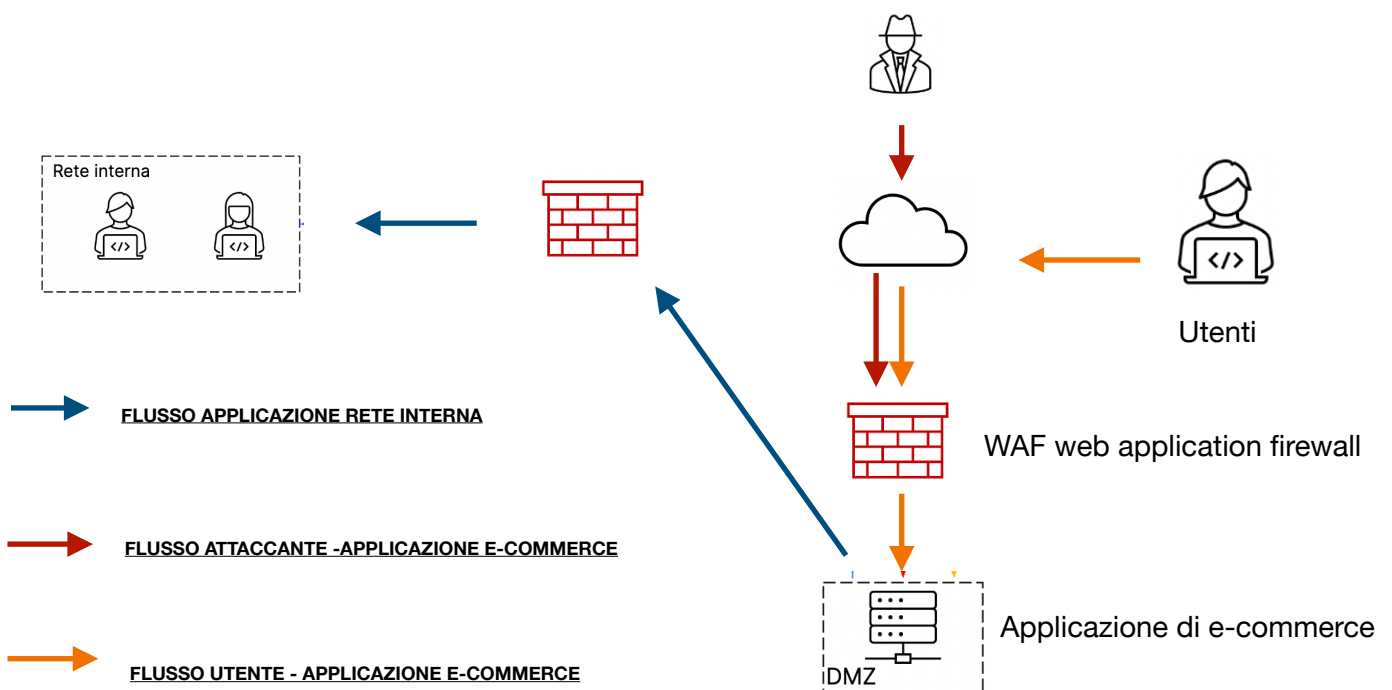 Rete interna
</>
</>
</>
Utenti
FLUSSO APPLICAZIONE RETE INTERNA
WAF web application firewall
FLUSSO ATTACCANTE -APPLICAZIONE E-COMMERCE
Applicazione di e-commerce
FLUSSO UTENTE - APPLICAZIONE E-COMMERCE
DMZ